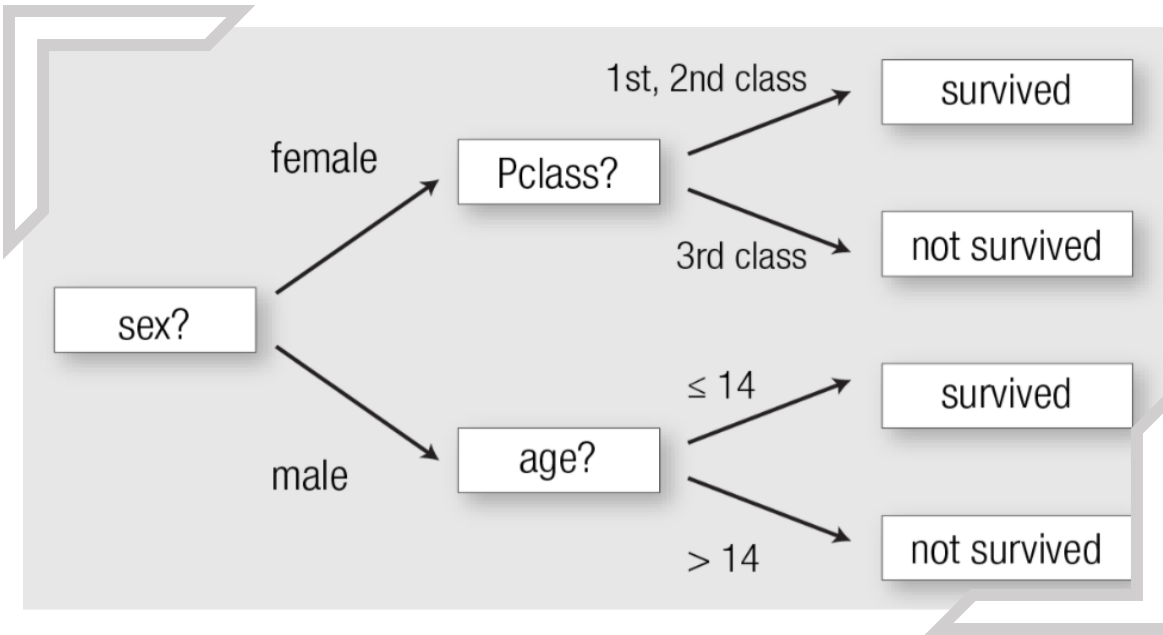 1st, 2nd class
survived
female
Pclass?
3rd class
not survived
sex?
≤ 14
survived
male
age?
> 14
not survived